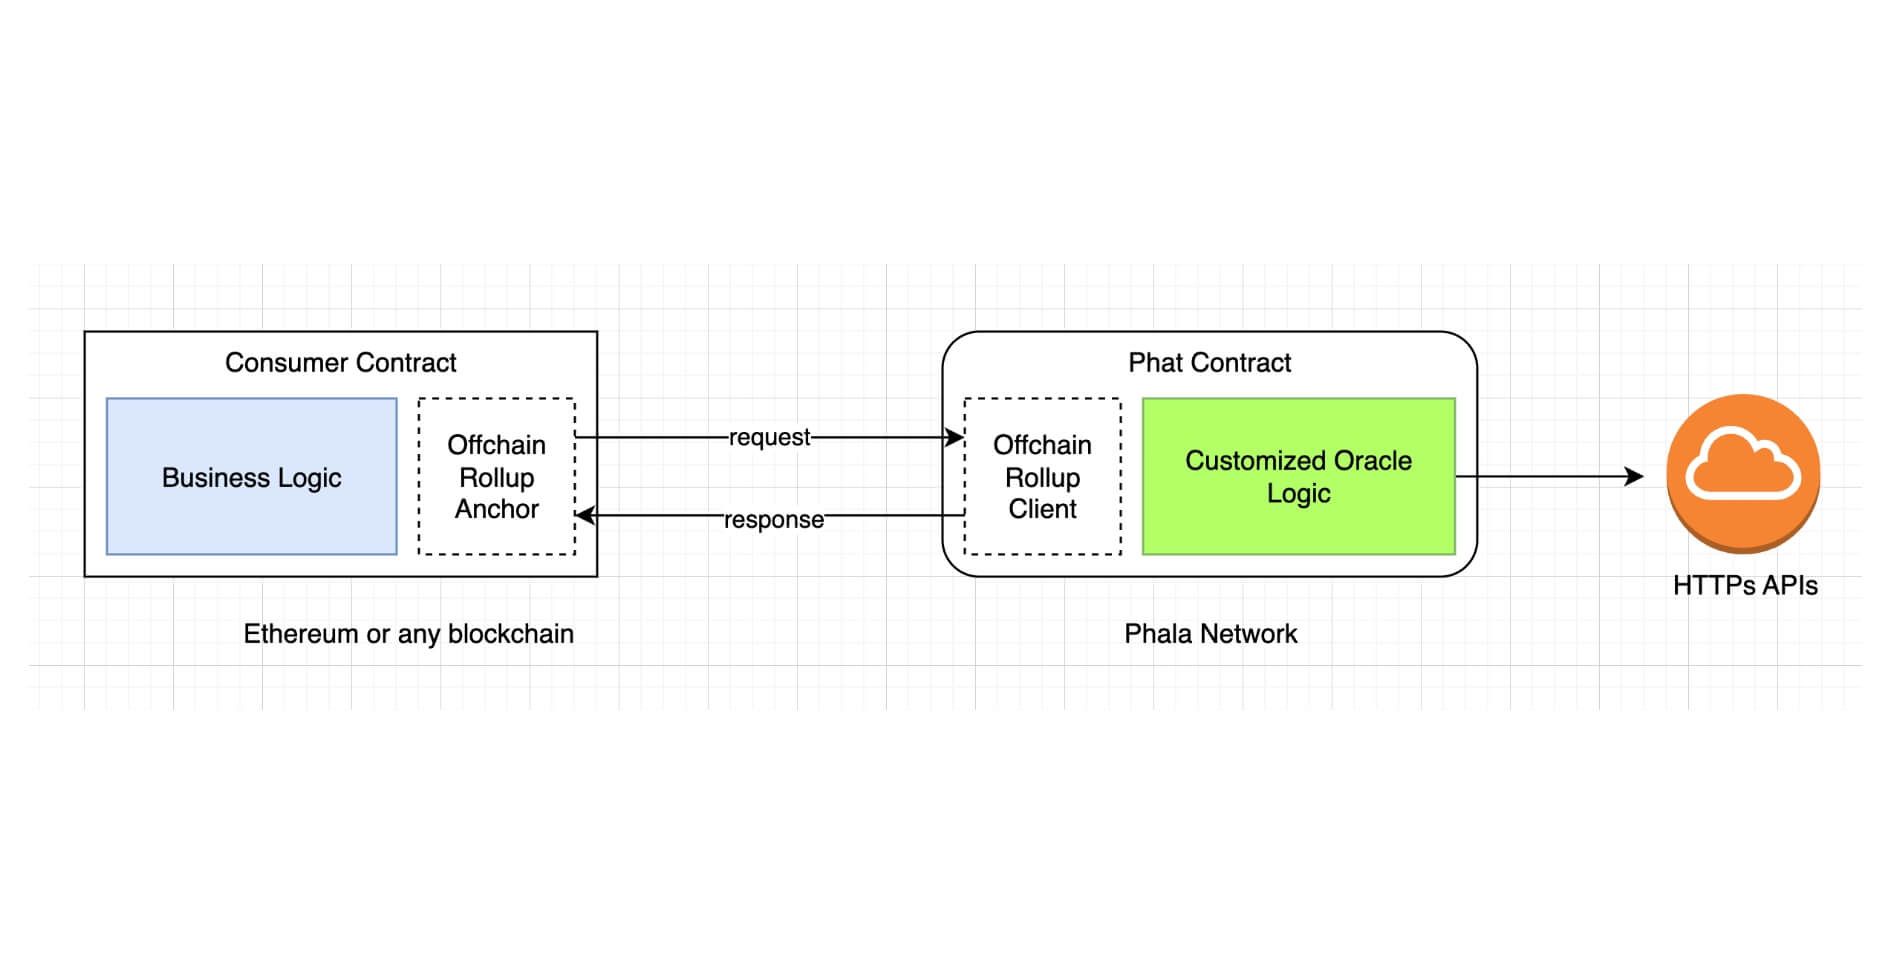 Consumer Contract
Business Logic
Offchain
Rollup
Anchor
request
response
Phat Contract
Offchain
Rollup
Client
Customized Oracle
Logic
HTTPs APIs
Ethereum or any blockchain
Phala Network